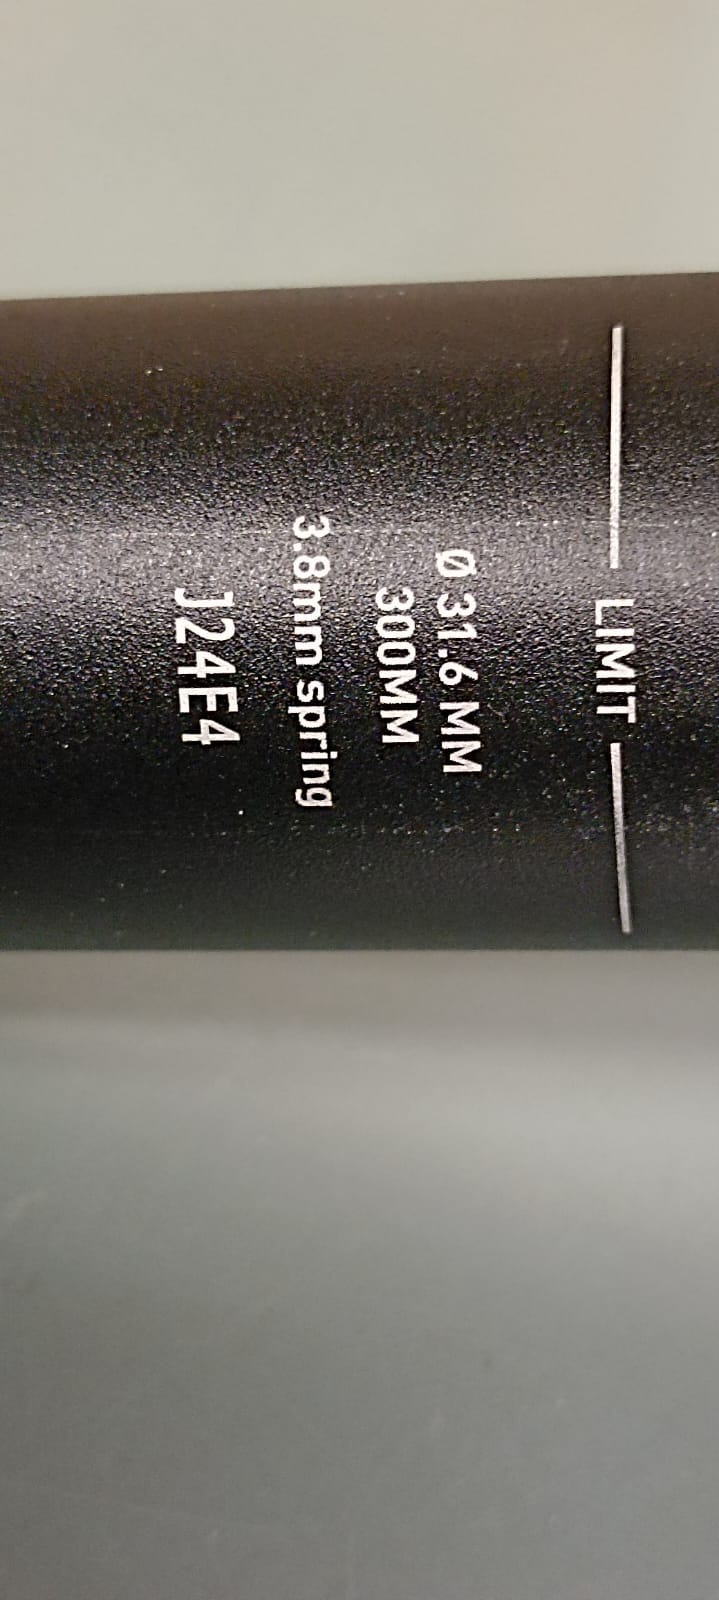 LIMIT
Ø 31.6 MM
300MM
3.8mm spring
J24E4